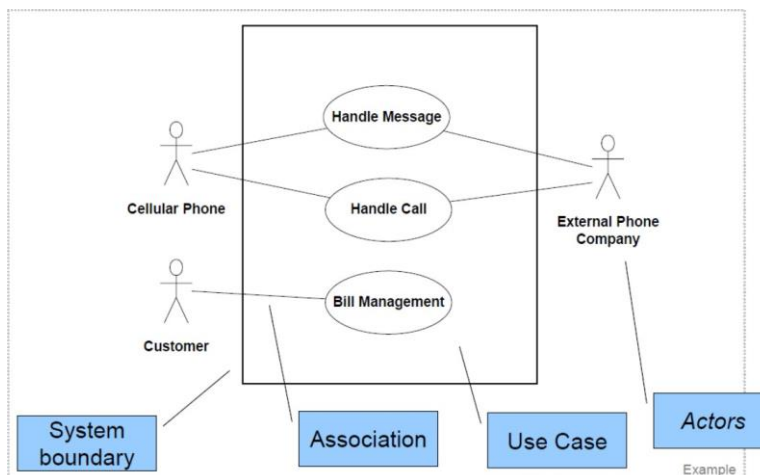 Handle Message
Cellular Phone
Handle Call
External Phone
Company
Customer
Bill Management
System
boundary
Association
Use Case
Actors
Example